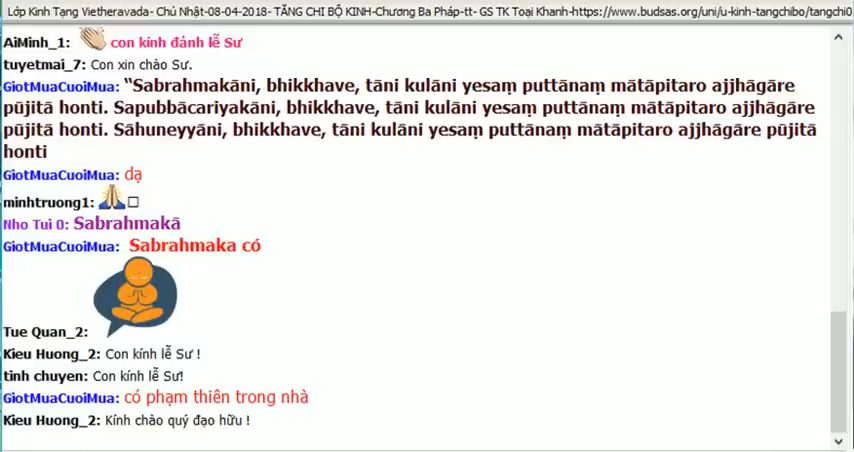 Lớp Kinh Tạng Vietheravada- Chủ Nhật-08-04-2018- TĂNG CHI BỘ KINH-Chương Ba Pháp-tt- GS TK Toại Khanh-https://www.budsas.org/uni/u-kinh-tangchibo/tangchi0
AiMinh_1: con kính đảnh lễ Sư
tuyetmai_7: Con xin chào Sư.
GiotMuaCuoiMua: “Sabrahmakāni, bhikkhave, tāni kulāni yesaṃ puttānaṃ mātāpitaro ajjhāgāre
pūjitā honti. Sapubbācariyakāni, bhikkhave, tāni kulāni yesaṃ puttānaṃ mātāpitaro ajjhāgāre
pūjitā honti. Sāhuneyyāni, bhikkhave, tāni kulāni yesaṃ puttānaṃ mātāpitaro ajjhāgāre pūjitā
honti
GiotMuaCuoiMua: dạ
minhtruong1:
Nho Tui 0: Sabrahmakā
GiotMuaCuoiMua: Sabrahmaka có
Tue Quan_2:
Kieu Huong_2: Con kính lễ Sư !
tinh chuyen: Con kính lễ Sư!
GiotMuaCuoiMua: có phạm thiên trong nhà
Kieu Huong_2: Kính chào quý đạo hữu !